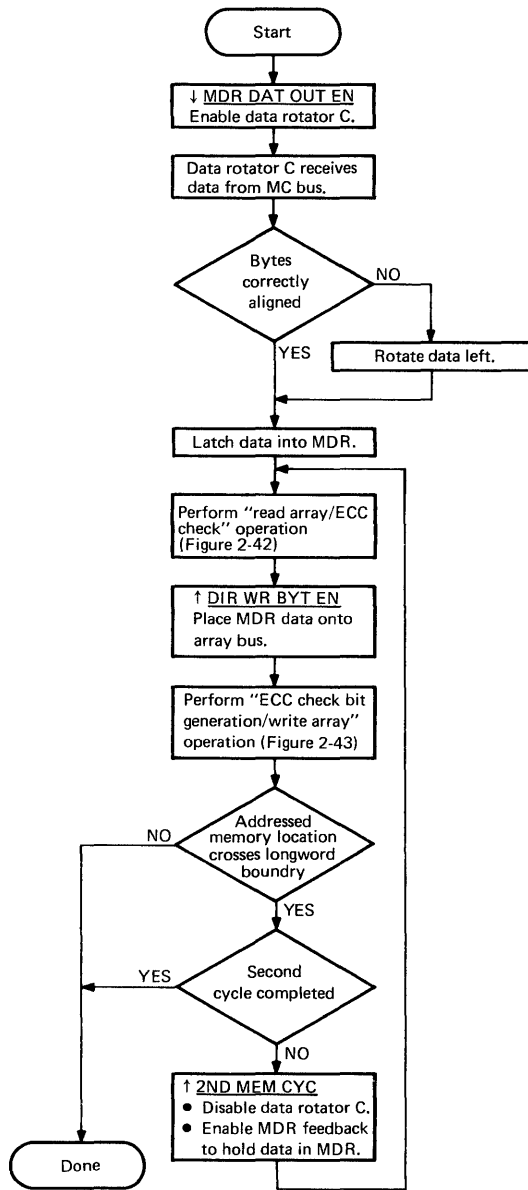 Start
↓ MDR DAT OUT EN
Enable data rotator C.
Data rotator C receives
data from MC bus.
Bytes
correctly
aligned
NO
YES
Rotate data left.
Latch data into MDR.
Perform "read array/ECC
check" operation
(Figure 2-42)
↑ DIR WR BYT EN
Place MDR data onto
array bus.
Perform "ECC check bit
generation/write array"
operation (Figure 2-43)
Addressed
memory location
crosses longword
boundry
NO
YES
Second
cycle completed
YES
NO
↑ 2ND MEM CYC
● Disable data rotator C.
● Enable MDR feedback
to hold data in MDR.
Done